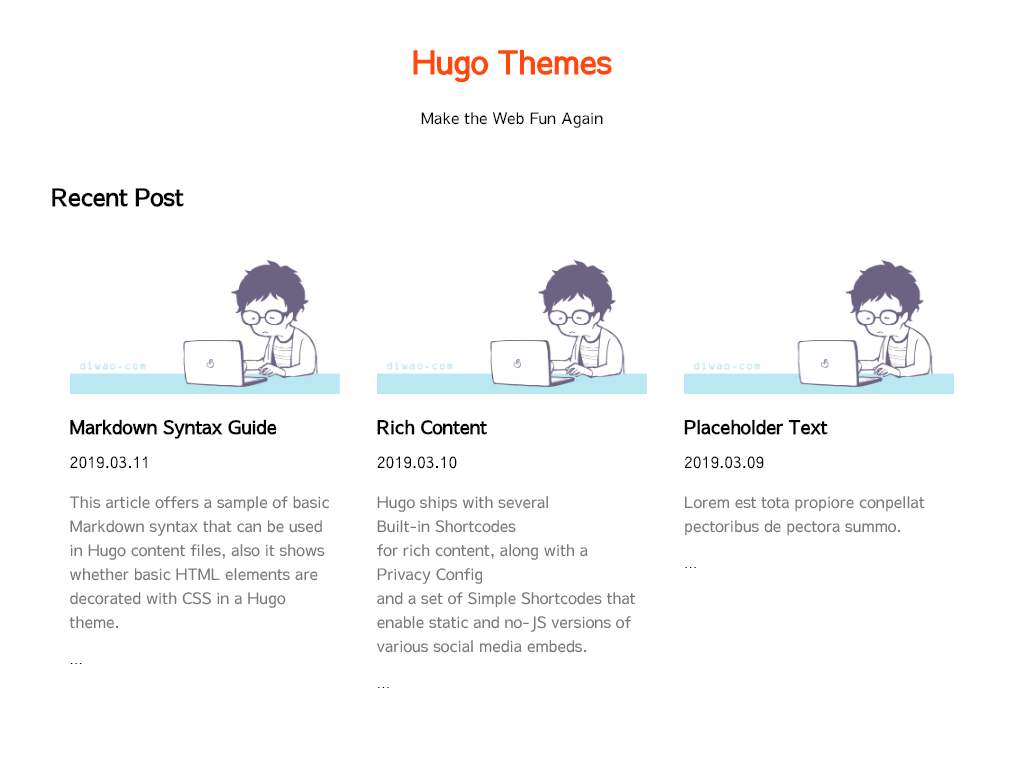 Hugo Themes
Make the Web Fun Again
Recent Post
diwao.com
Markdown Syntax Guide
2019.03.11
This article offers a sample of basic
Markdown syntax that can be used
in Hugo content files, also it shows
whether basic HTML elements are
decorated with CSS in a Hugo
theme.
...
diwao.com
Rich Content
2019.03.10
Hugo ships with several
Built-in Shortcodes
for rich content, along with a
Privacy Config
and a set of Simple Shortcodes that
enable static and no-JS versions of
various social media embeds.
...
diwao.com
Placeholder Text
2019.03.09
Lorem est tota propiore conpellat
pectoribus de pectora summo.
...